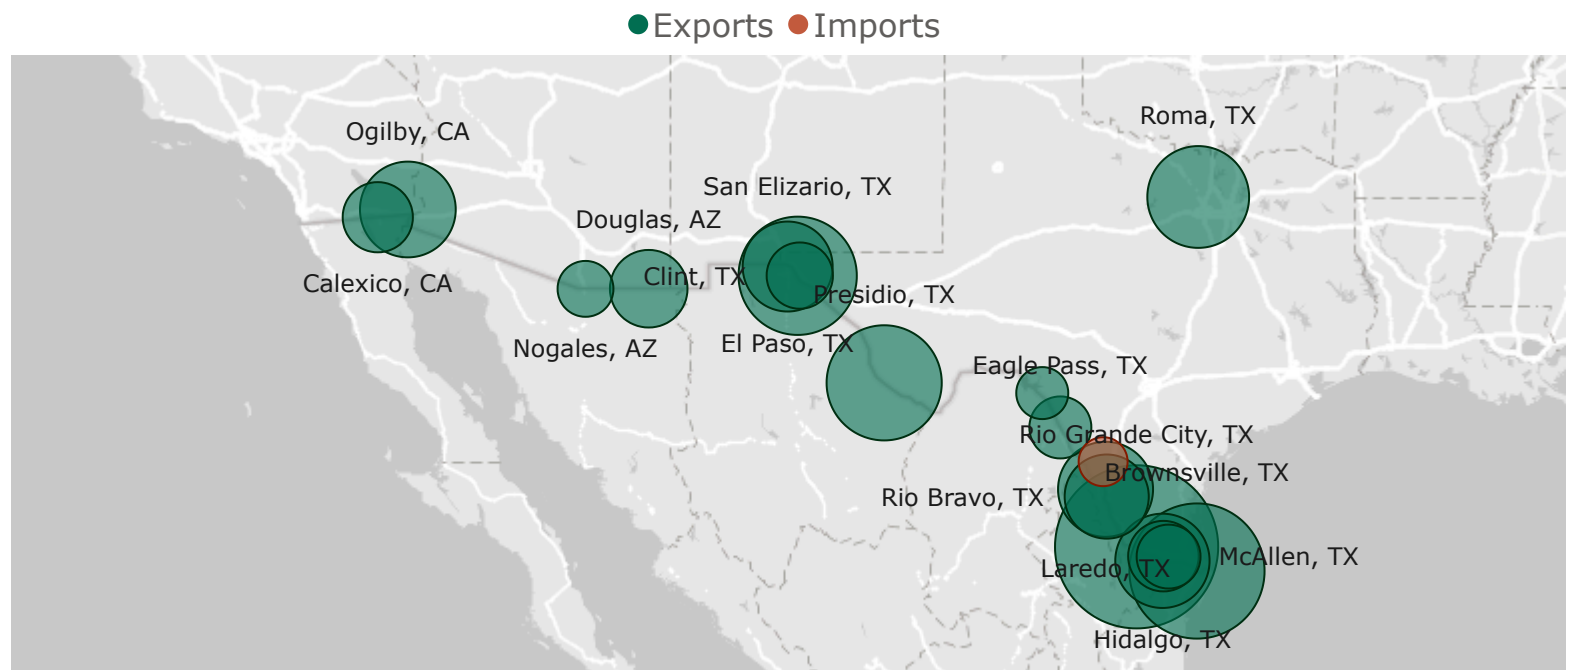 Exports Imports
Roma, TX
Ogilby, CA
San Elizario, TX
Douglas, AZ
Clint, TX
Calexico, CA
Presidio, TX
El Paso, TX
Nogales, AZ
Eagle Pass, TX
Rio Grande City, TX
Brownsville, TX
Rio Bravo, TX
McAllen, TX
Laredo, TX
Hidalgo, TX